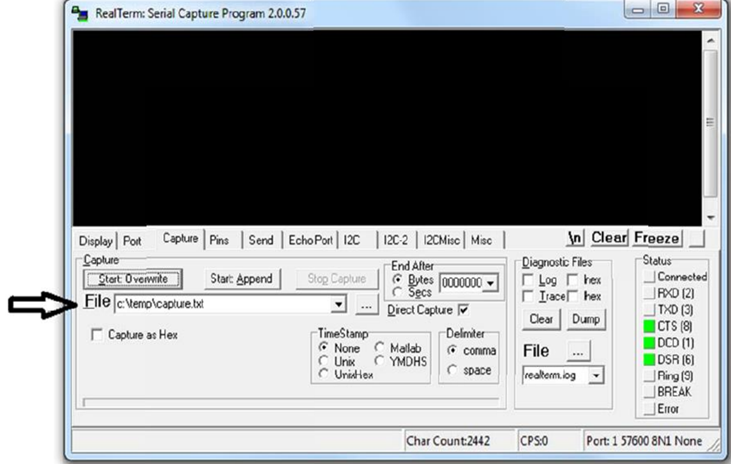 RealTerm: Serial Capture Program 2.0.0.57
Display Port Capture Pins Send Echo Port I2C I2C-2 I2CMisc Misc \n Clear Freeze
Capture
Start: Overwrite Start: Append Stop Capture
End After
Bytes
Secs
0000000
File c:\temp\capture.txt ...
Direct Capture
Capture as Hex
TimeStamp
None Matlab
Unix YMDHS
UnixHex
Delimiter
comma
space
Diagnostic Files
Log hex
Trace hex
Clear Dump
File ...
realterm.log
Status
Connected
RXD (2)
TXD (3)
CTS (8)
DCD (1)
DSR (6)
Ring (9)
BREAK
Error
Char Count:2442 CPS:0 Port: 1 57600 8N1 None